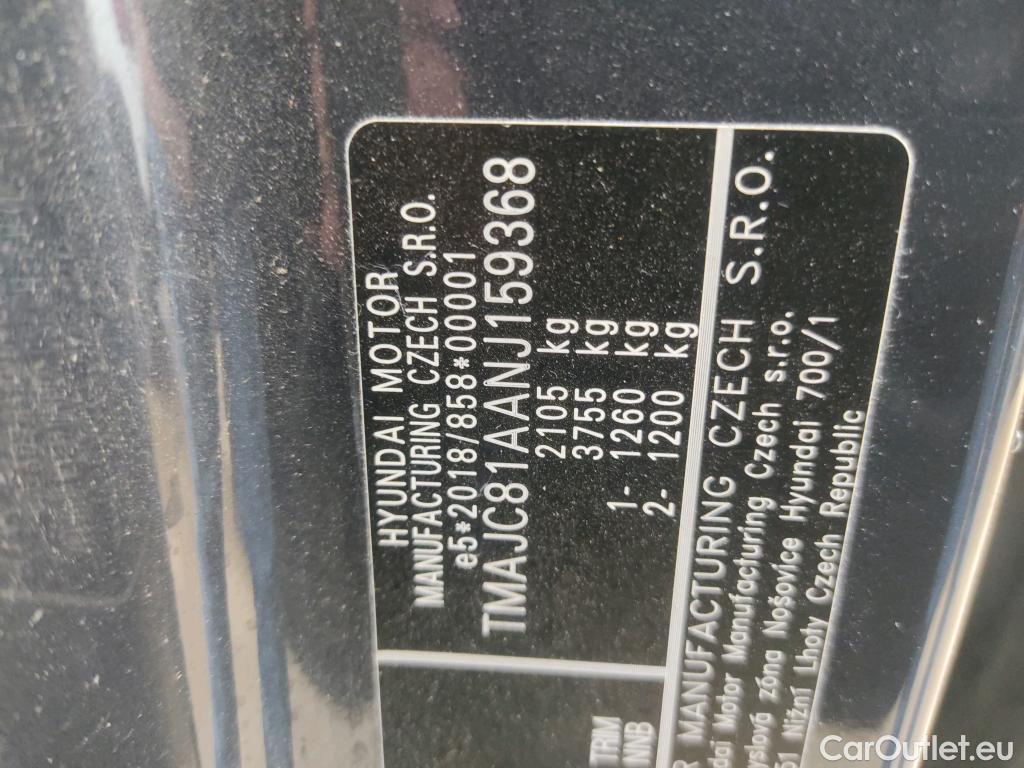 HYUNDAI MOTOR
MANUFACTURING CZECH S.R.O.
e5*2018/858*00001
TMAJC81AANJ159368
2105 kg
3755 kg
1- 1260 kg
2- 1200 kg
TRIM
MANUFACTURING CZECH S.R.O.
Motor Manufacturing Czech s.r.o.
zóna Nošovice Hyundai 700/1
Nižní Lhoty Czech Republic
CarOutlet.eu